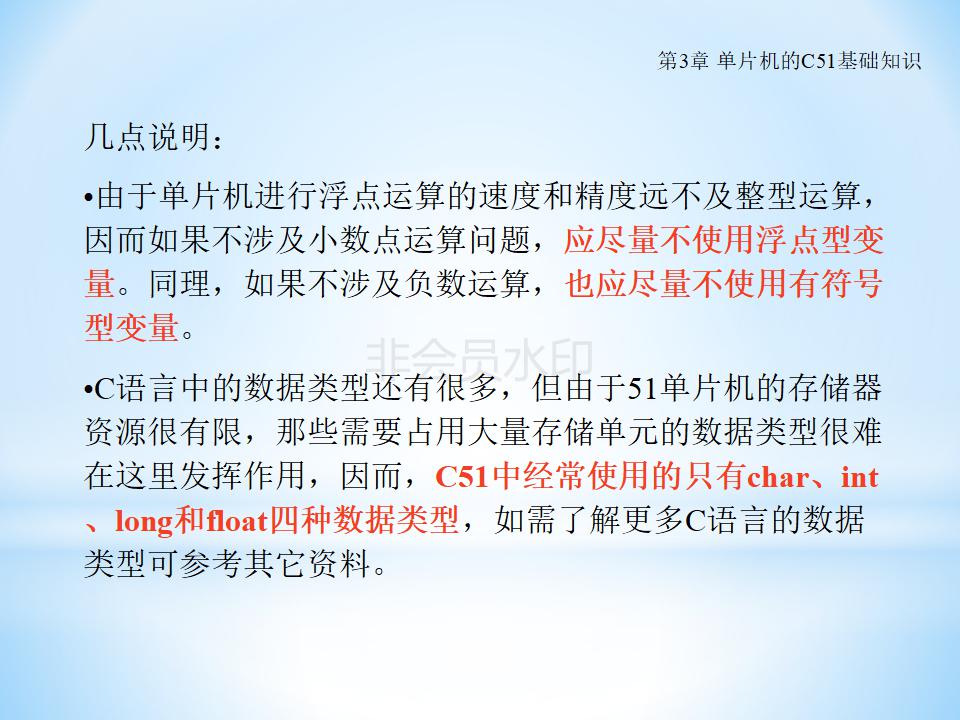 第3章 单片机的C51基础知识
几点说明：
•由于单片机进行浮点运算的速度和精度远不及整型运算，
因而如果不涉及小数点运算问题，应尽量不使用浮点型变
量。同理，如果不涉及负数运算，也应尽量不使用有符号
型变量。
非会员水印
•C语言中的数据类型还有很多，但由于51单片机的存储器
资源很有限，那些需要占用大量存储单元的数据类型很难
在这里发挥作用，因而，C51中经常使用的只有char、int
、long和float四种数据类型，如需了解更多C语言的数据
类型可参考其它资料。